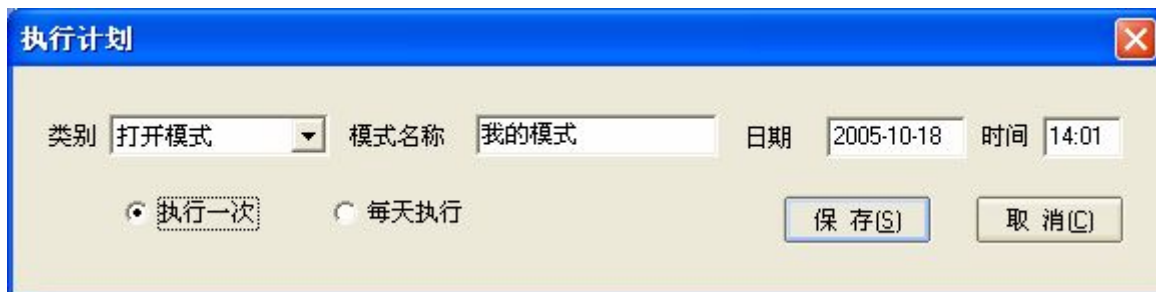 执行计划
类别 打开模式 模式名称 我的模式 日期 2005-10-18 时间 14:01
执行一次 每天执行 保 存(S) 取 消(C)